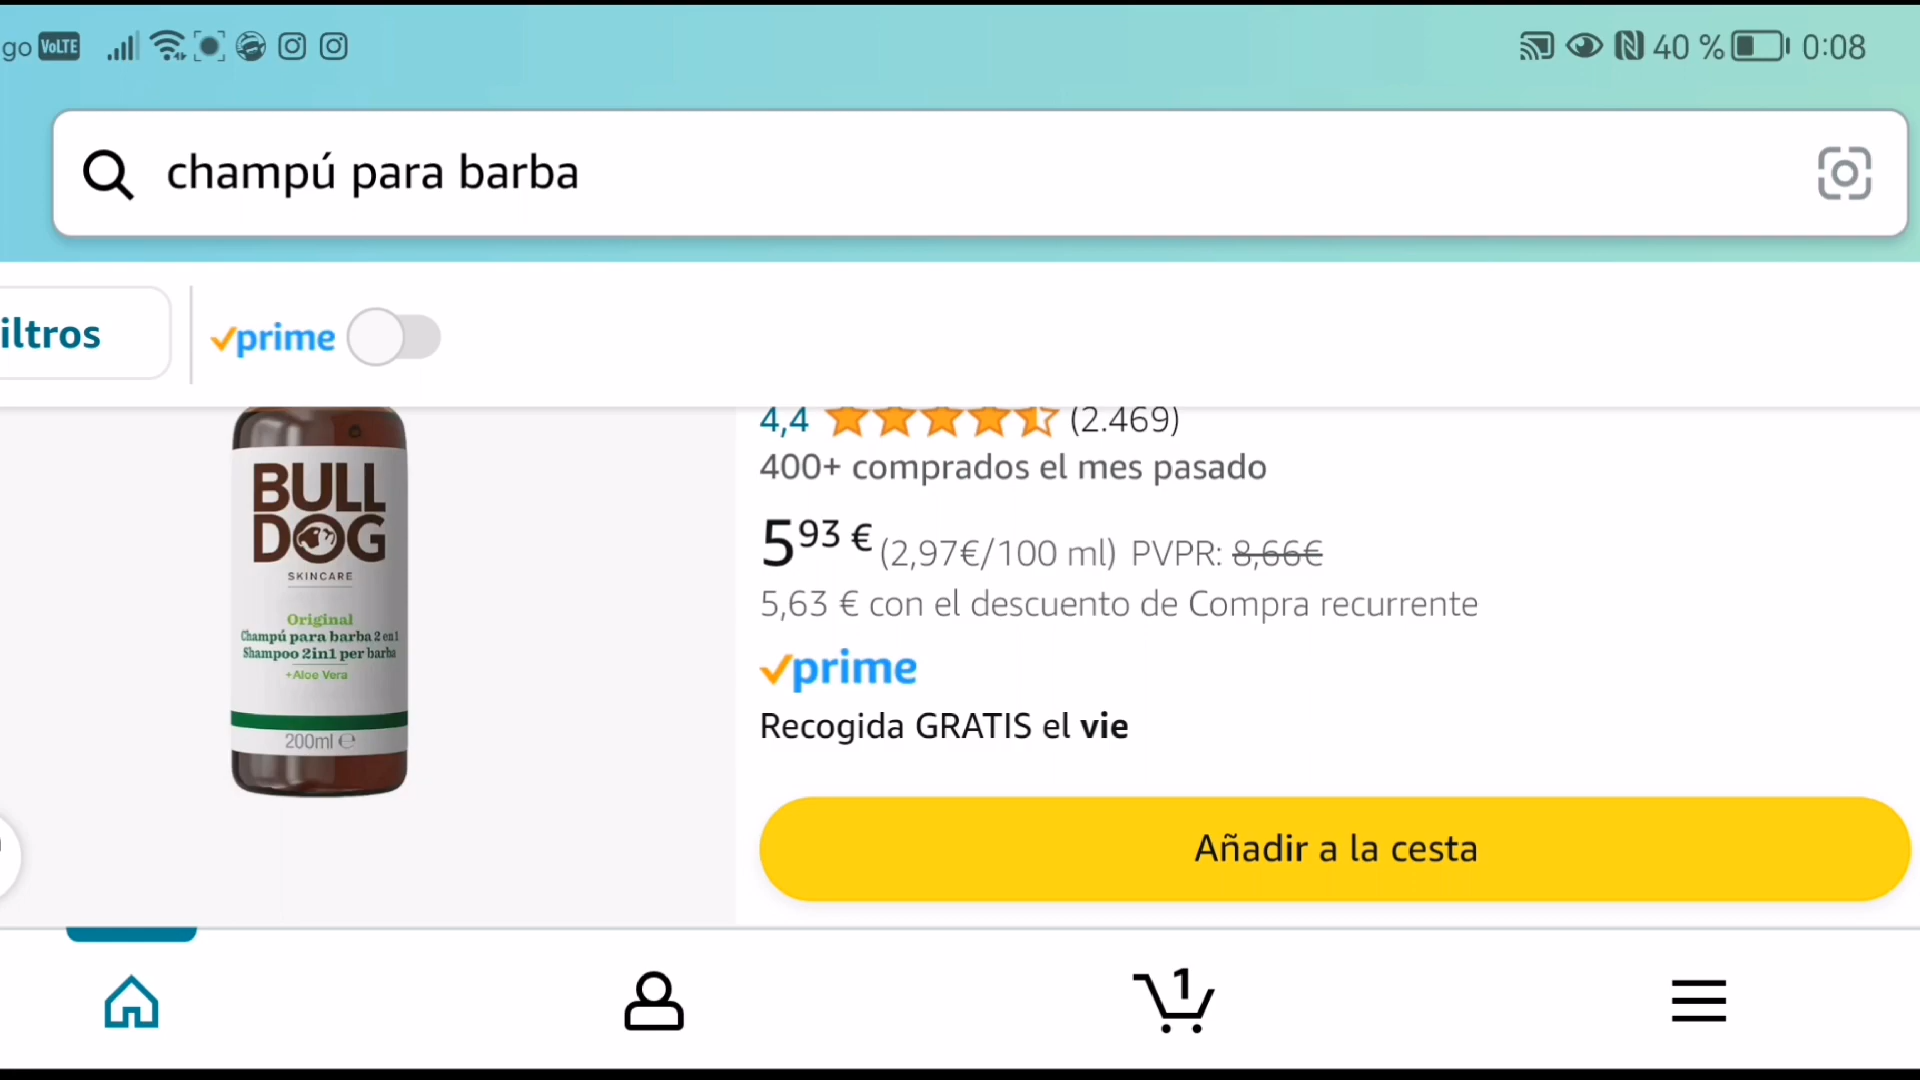 go VoLTE 40 % 0:08
champú para barba
iltros
prime
4,4 (2.469)
400+ comprados el mes pasado
5,93 € (2,97€/100 ml) PVPR: 8,66€
5,63 € con el descuento de Compra recurrente
prime
Recogida GRATIS el vie
Añadir a la cesta
BULL
DOG
SKINCARE
Original
Champú para barba 2 en 1
Shampoo 2in1 per barba
+Aloe Vera
200ml ℮
1